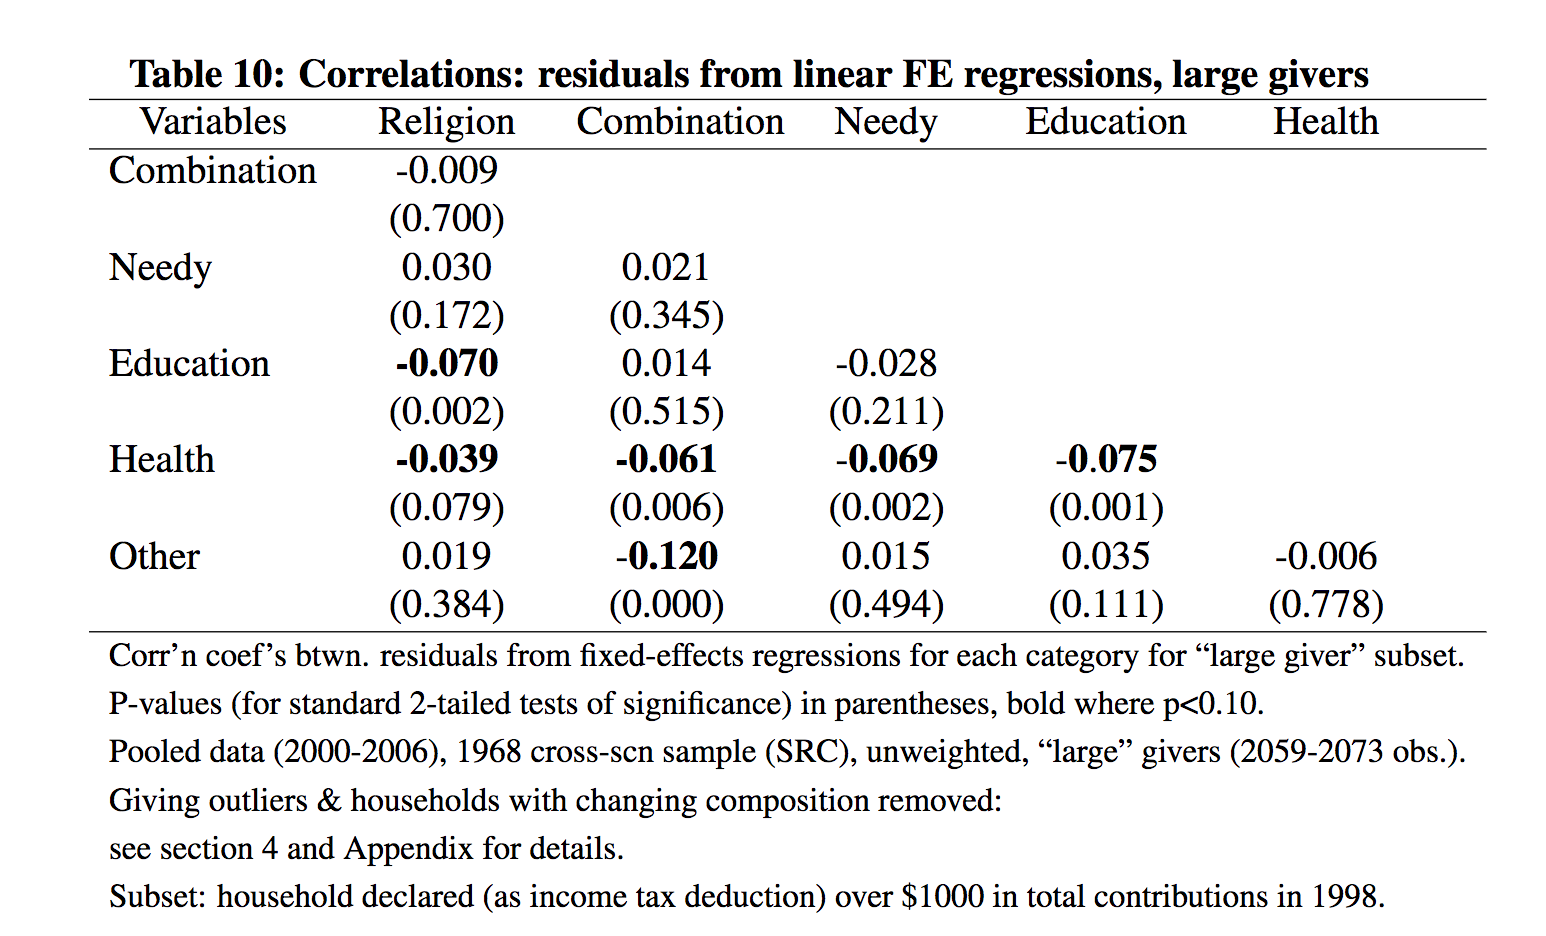 Table 10: Correlations: residuals from linear FE regressions, large givers
Variables Religion Combination Needy Education Health
Combination -0.009
(0.700)
Needy 0.030 0.021
(0.172) (0.345)
Education -0.070 0.014 -0.028
(0.002) (0.515) (0.211)
Health -0.039 -0.061 -0.069 -0.075
(0.079) (0.006) (0.002) (0.001)
Other 0.019 -0.120 0.015 0.035 -0.006
(0.384) (0.000) (0.494) (0.111) (0.778)
Corr'n coef's btwn. residuals from fixed-effects regressions for each category for “large giver” subset.
P-values (for standard 2-tailed tests of significance) in parentheses, bold where p<0.10.
Pooled data (2000-2006), 1968 cross-scn sample (SRC), unweighted, “large” givers (2059-2073 obs.).
Giving outliers & households with changing composition removed:
see section 4 and Appendix for details.
Subset: household declared (as income tax deduction) over $1000 in total contributions in 1998.